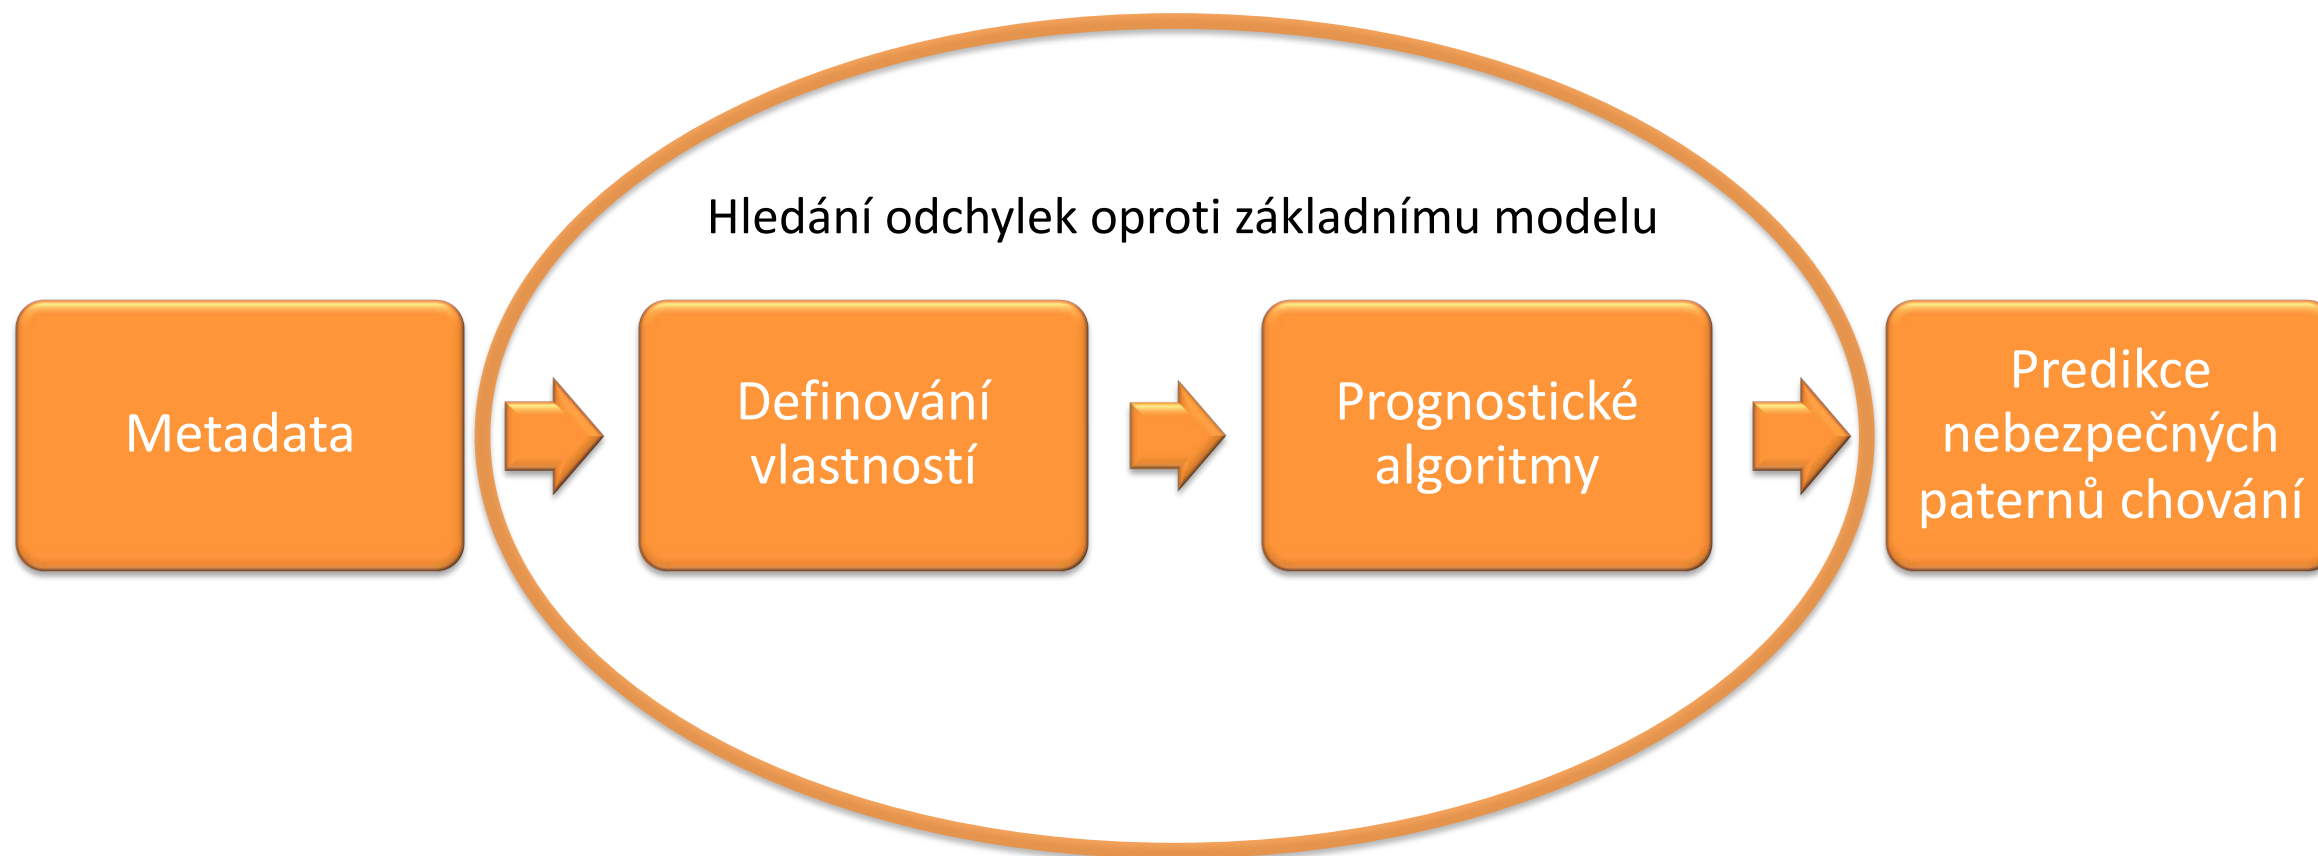 Hledání odchylek oproti základnímu modelu
Metadata
Definování
vlastností
Prognostické
algoritmy
Predikce
nebezpečných
paternů chování